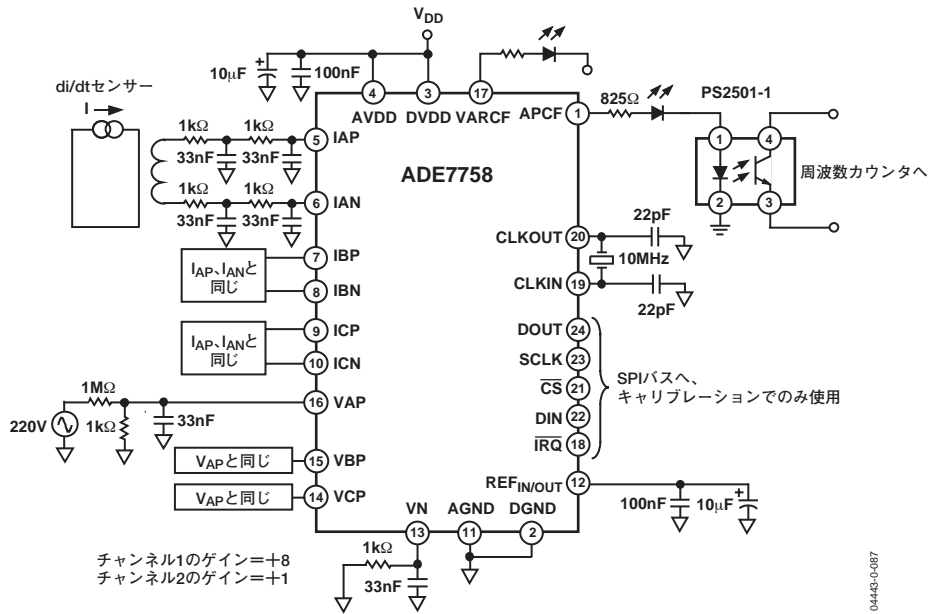 VDD
10μF
+
100nF
di/dtセンサー
I
4
3
17
AVDD
DVDD
VARCF
APCF
1
825Ω
PS2501-1
1
4
2
3
周波数カウンタへ
1kΩ
1kΩ
33nF
33nF
5
IAP
ADE7758
1kΩ
1kΩ
33nF
33nF
6
IAN
7
IBP
IAP、IANと
同じ
8
IBN
9
ICP
IAP、IANと
同じ
10
ICN
22pF
CLKOUT
20
10MHz
CLKIN
19
22pF
DOUT
24
SCLK
23
CS
21
DIN
22
IRQ
18
SPIバスへ、
キャリブレーションでのみ使用
1MΩ
16
VAP
220V
1kΩ
33nF
VAPと同じ
15
VBP
VAPと同じ
14
VCP
REFIN/OUT
12
100nF
10μF
+
VN
AGND
DGND
13
11
2
1kΩ
33nF
チャンネル1のゲイン=+8
チャンネル2のゲイン=+1
04443-0-087